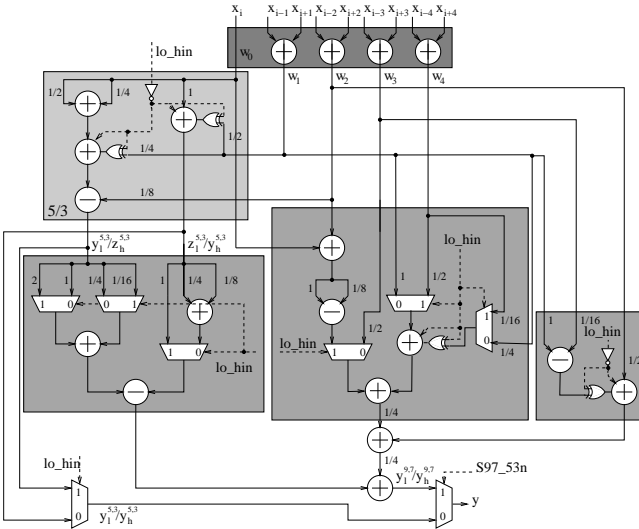 x_i x_{i−1} x_{i+1} x_{i−2} x_{i+2} x_{i−3} x_{i+3} x_{i−4} x_{i+4}
lo_hin
w_0 + + + +
w_1 w_2 w_3 w_4
1/2 + 1/4 1 + 1/2
+ 1/4
− 1/8
5/3
y_l^{5,3}/z_h^{5,3} z_l^{5,3}/y_h^{5,3}
+ lo_hin
2 1 1/4 1/16 1 1/4 1/8
1 0 0 1 +
+ 1 0
lo_hin
−
1 1/8 1 1/2
− 0 1 1 1/16
1/2 + 0 1/4
lo_hin 1 0
+
1/4
1 1/16
lo_hin
− 1/2
+
+
1/4
+
lo_hin
1
0
y_l^{5,3}/y_h^{5,3}
y_l^{9,7}/y_h^{9,7}
S97_53n
1
0
y